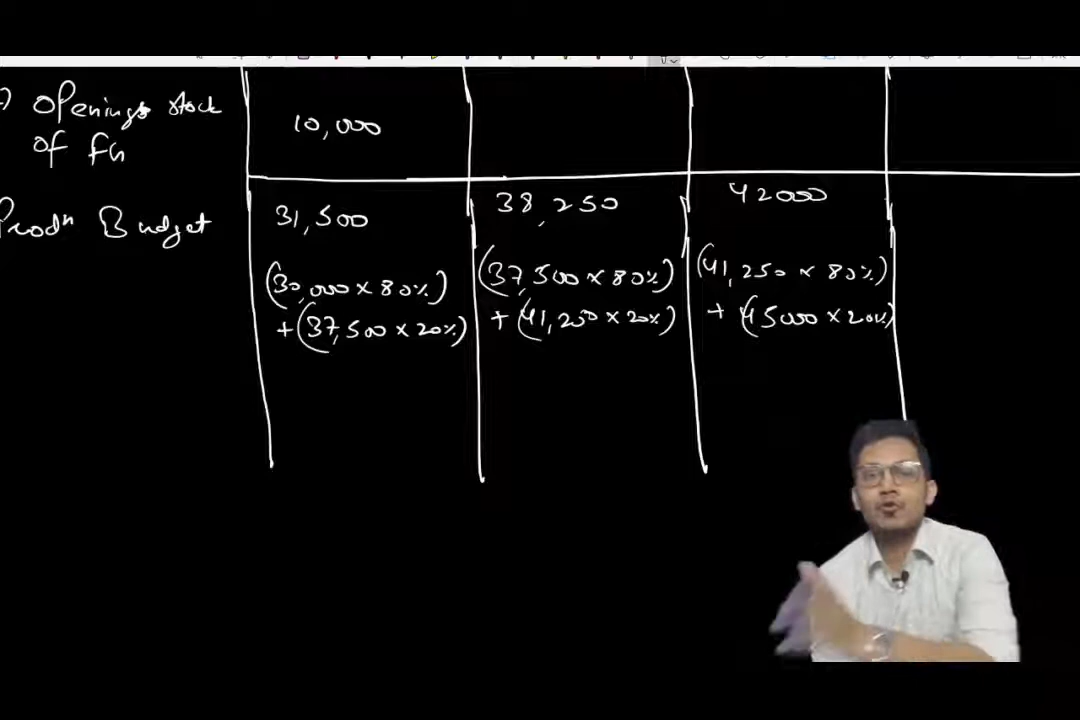 ) Opening stock
of FG
10,000
Prodn Budget
31,500
38,250
42000
(30,000 x 80%)
+ (37,500 x 20%)
(37,500 x 80%)
+ (41,250 x 20%)
(41,250 x 80%)
+ (45000 x 20%)